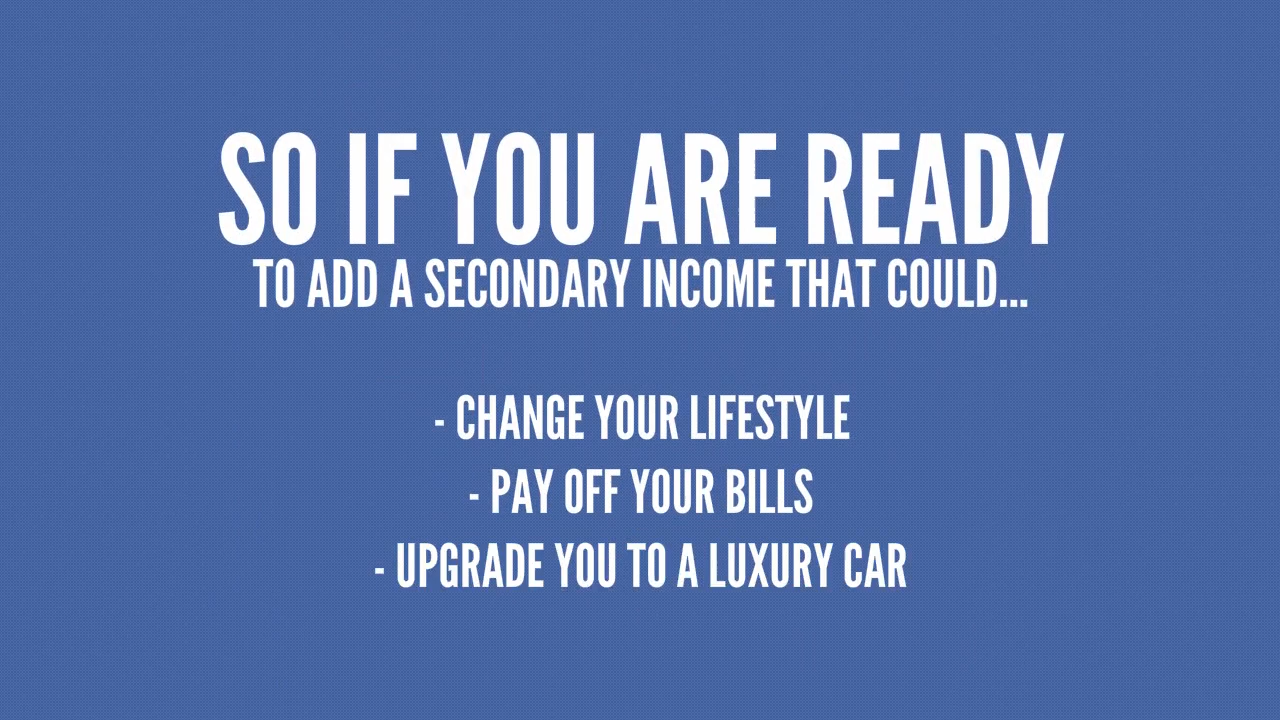 SO IF YOU ARE READY
TO ADD A SECONDARY INCOME THAT COULD...
- CHANGE YOUR LIFESTYLE
- PAY OFF YOUR BILLS
- UPGRADE YOU TO A LUXURY CAR